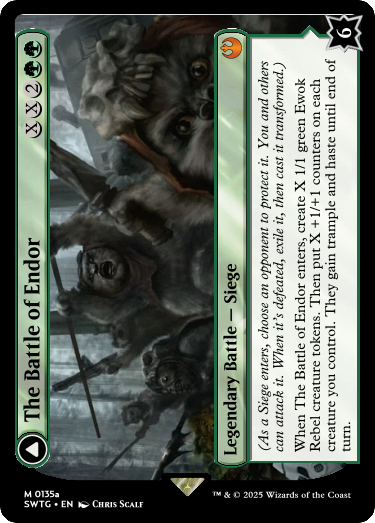 The Battle of Endor XX2
Legendary Battle — Siege
(As a Siege enters, choose an opponent to protect it. You and others
can attack it. When it's defeated, exile it, then cast it transformed.)
When The Battle of Endor enters, create X 1/1 green Ewok
Rebel creature tokens. Then put X +1/+1 counters on each
creature you control. They gain trample and haste until end of
turn.
6
M 0135a
SWTG • EN Chris Scalf
™ & © 2025 Wizards of the Coast